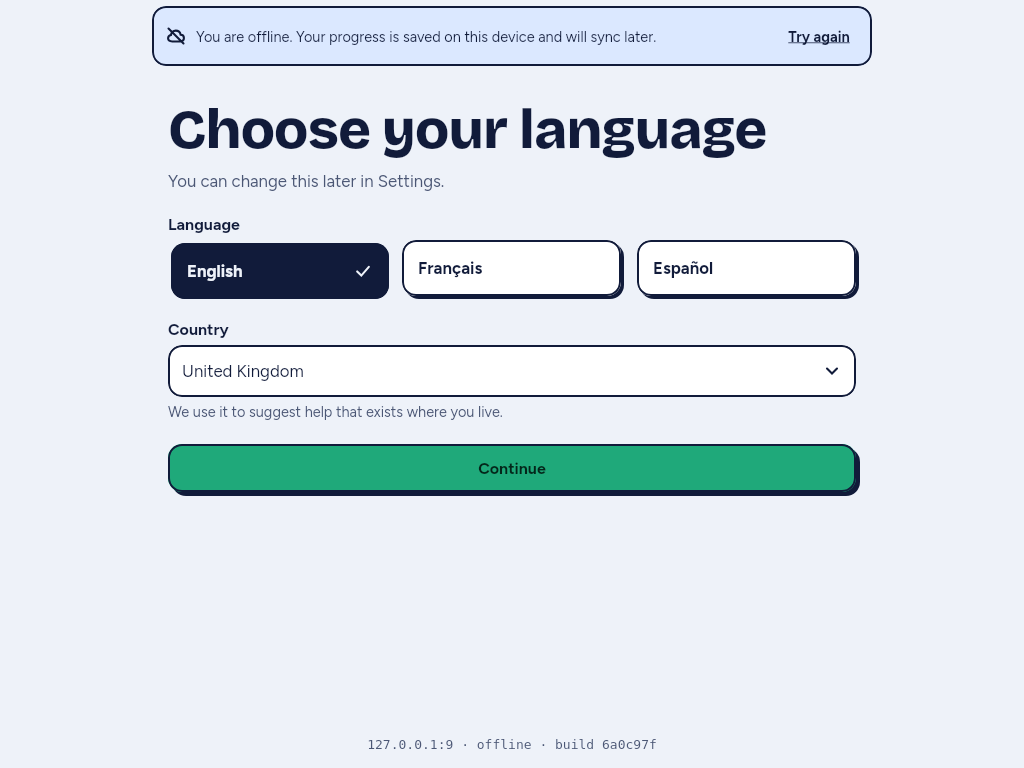 You are offline. Your progress is saved on this device and will sync later.
Try again
Choose your language
You can change this later in Settings.
Language
English
Français
Español
Country
United Kingdom
We use it to suggest help that exists where you live.
Continue
127.0.0.1:9 · offline · build 6a0c97f